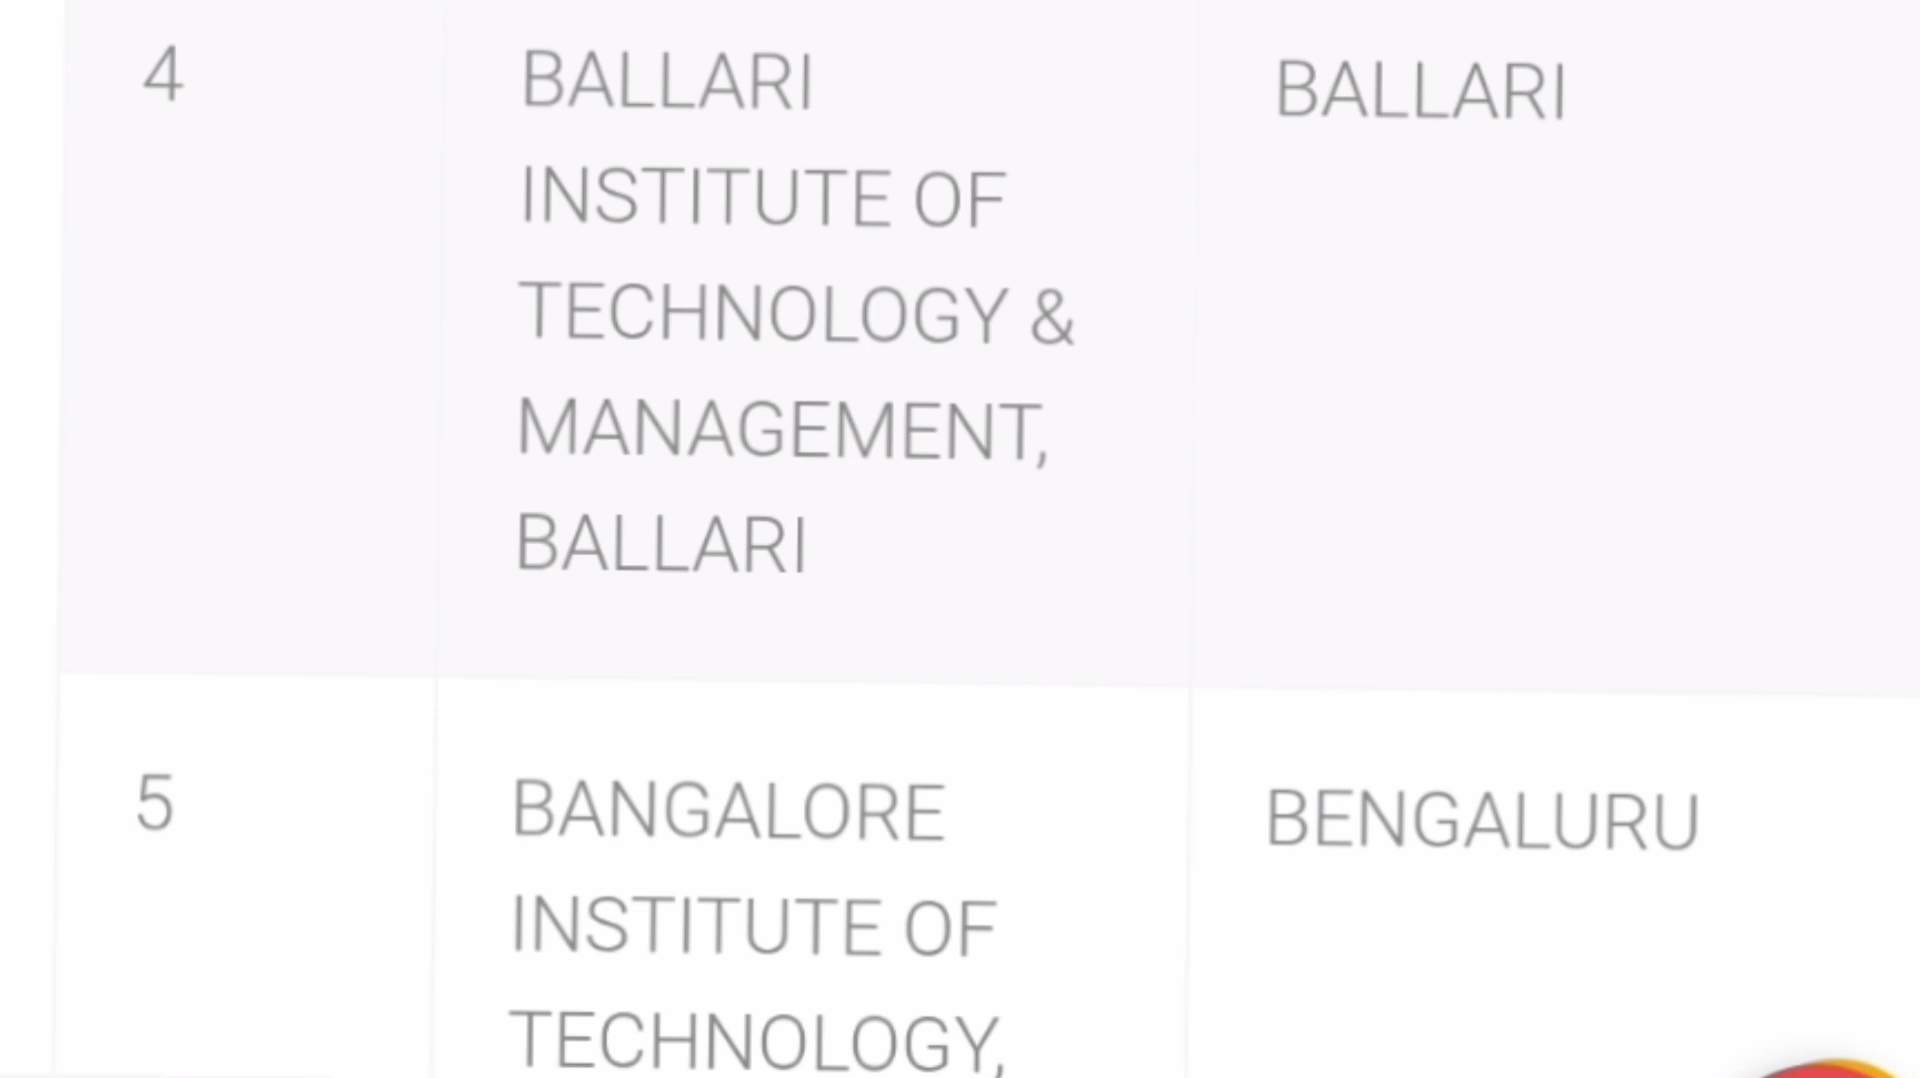 4
BALLARI
INSTITUTE OF
TECHNOLOGY &
MANAGEMENT,
BALLARI
BALLARI
5
BANGALORE
INSTITUTE OF
TECHNOLOGY,
BENGALURU